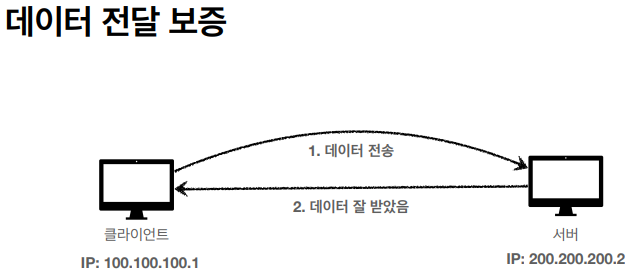 데이터 전달 보증
1. 데이터 전송
2. 데이터 잘 받았음
클라이언트
서버
IP: 100.100.100.1
IP: 200.200.200.2